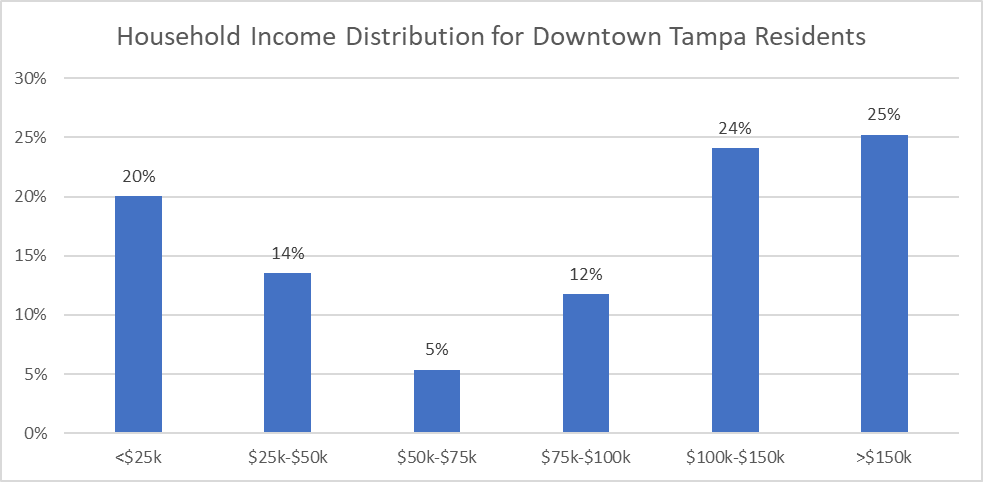 Household Income Distribution for Downtown Tampa Residents
30%
25%
20%
15%
10%
5%
0%
20%
14%
5%
12%
24%
25%
<$25k
$25k-$50k
$50k-$75k
$75k-$100k
$100k-$150k
>$150k